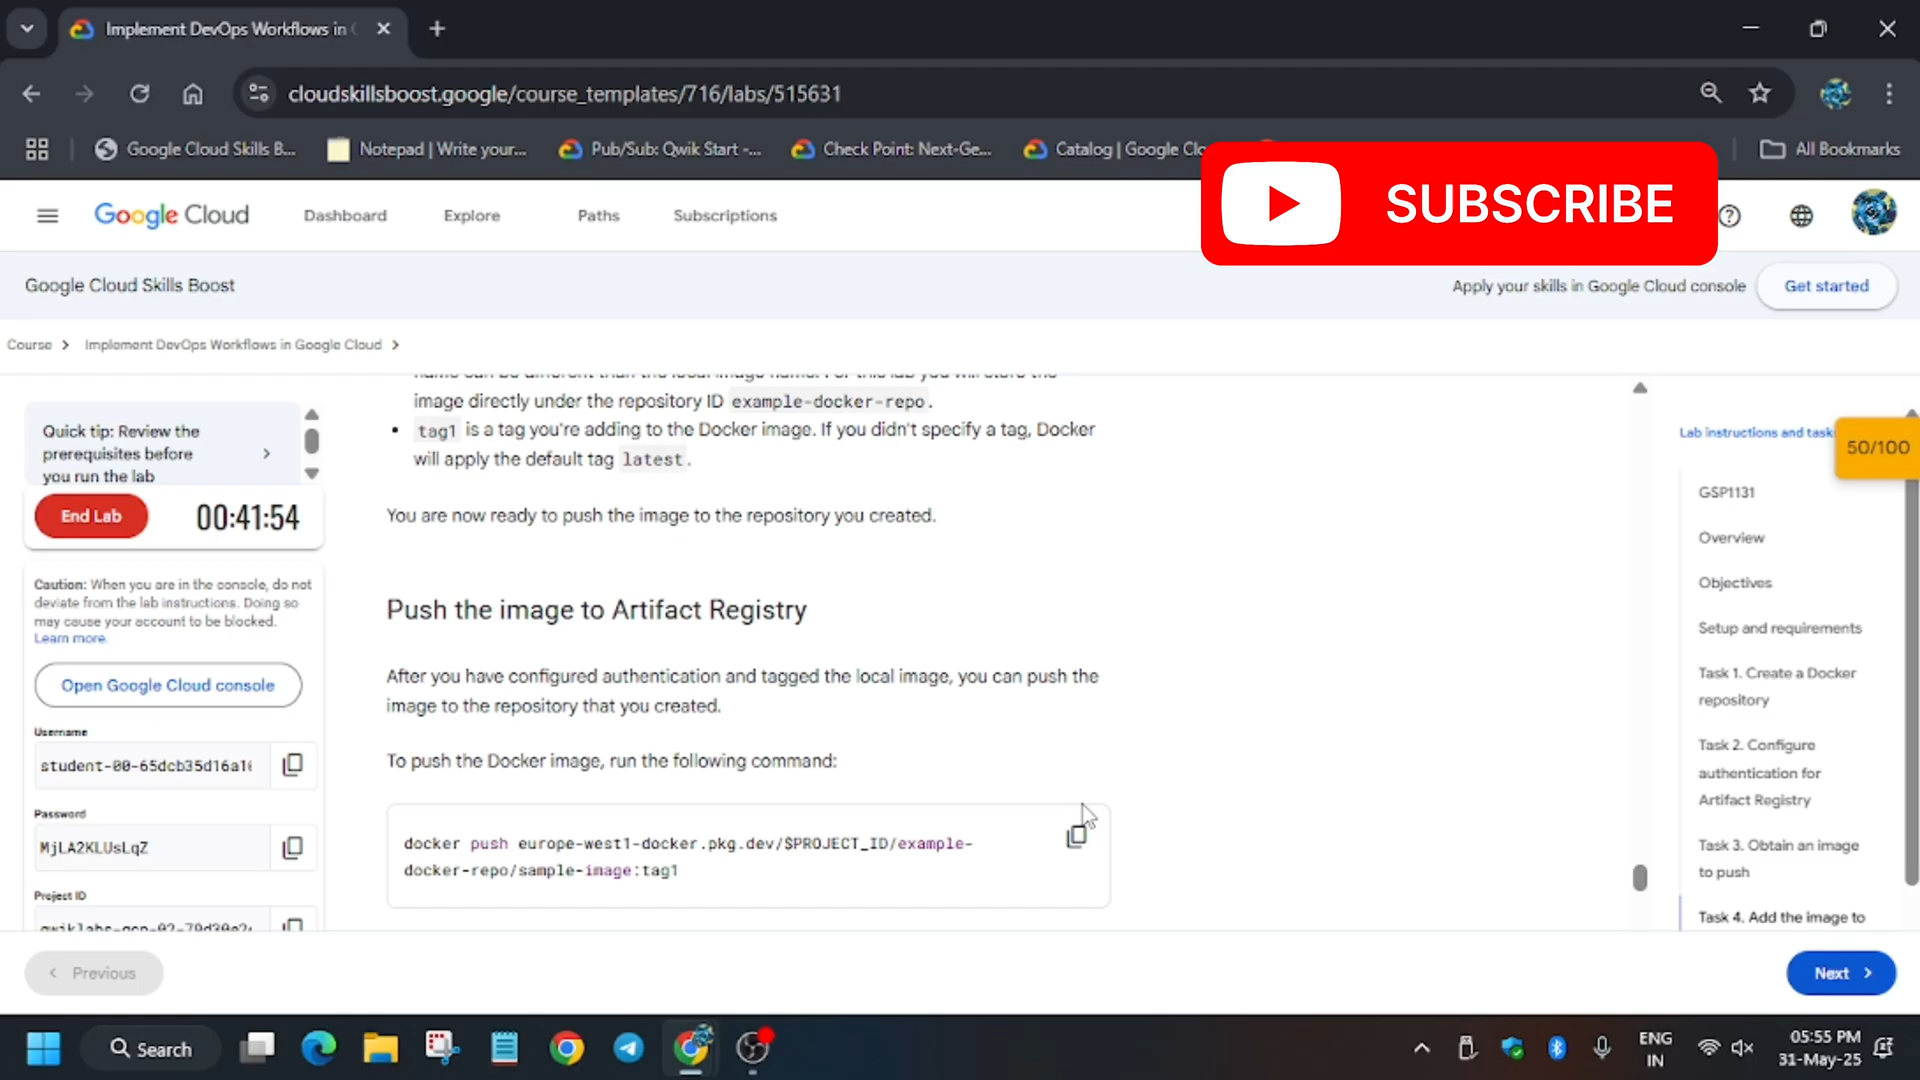 Implement DevOps Workflows in
cloudskillsboost.google/course_templates/716/labs/515631
Google Cloud Skills B...
Notepad | Write your...
Pub/Sub: Qwik Start -...
Check Point: Next-Ge...
Catalog | Google Clo
All Bookmarks
SUBSCRIBE
Google Cloud
Dashboard
Explore
Paths
Subscriptions
Google Cloud Skills Boost
Apply your skills in Google Cloud console
Get started
Course > Implement DevOps Workflows in Google Cloud >
Quick tip: Review the
prerequisites before
you run the lab
End Lab
00:41:54
Caution: When you are in the console, do not
deviate from the lab instructions. Doing so
may cause your account to be blocked.
Learn more.
Open Google Cloud console
Username
student-00-65dcb35d16a1
Password
MjLA2KLUsLqZ
Project ID
image directly under the repository ID example-docker-repo.
• tag1 is a tag you're adding to the Docker image. If you didn't specify a tag, Docker
will apply the default tag latest.
You are now ready to push the image to the repository you created.
Push the image to Artifact Registry
After you have configured authentication and tagged the local image, you can push the
image to the repository that you created.
To push the Docker image, run the following command:
docker push europe-west1-docker.pkg.dev/$PROJECT_ID/example-
docker-repo/sample-image:tag1
Lab instructions and task
50/100
GSP1131
Overview
Objectives
Setup and requirements
Task 1. Create a Docker
repository
Task 2. Configure
authentication for
Artifact Registry
Task 3. Obtain an image
to push
Task 4. Add the image to
Previous
Next
Search
ENG
IN
05:55 PM
31-May-25